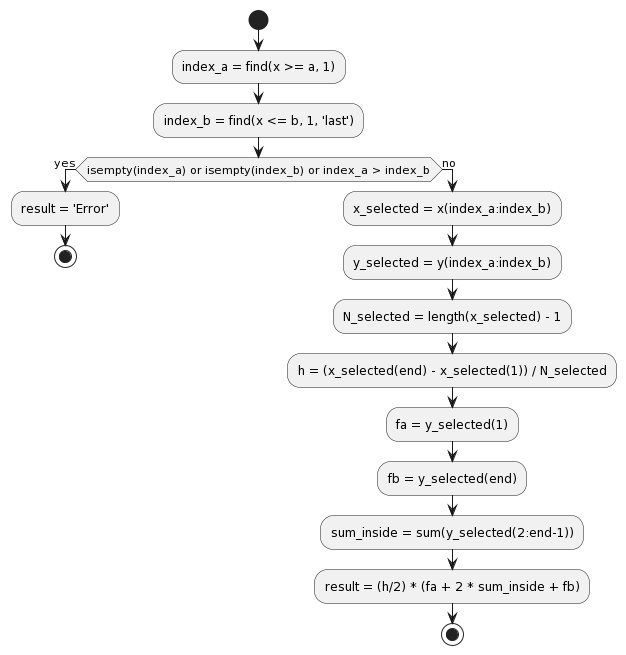 index_a = find(x >= a, 1)
index_b = find(x <= b, 1, 'last')
yes
isempty(index_a) or isempty(index_b) or index_a > index_b
no
result = 'Error'
x_selected = x(index_a:index_b)
y_selected = y(index_a:index_b)
N_selected = length(x_selected) - 1
h = (x_selected(end) - x_selected(1)) / N_selected
fa = y_selected(1)
fb = y_selected(end)
sum_inside = sum(y_selected(2:end-1))
result = (h/2) * (fa + 2 * sum_inside + fb)